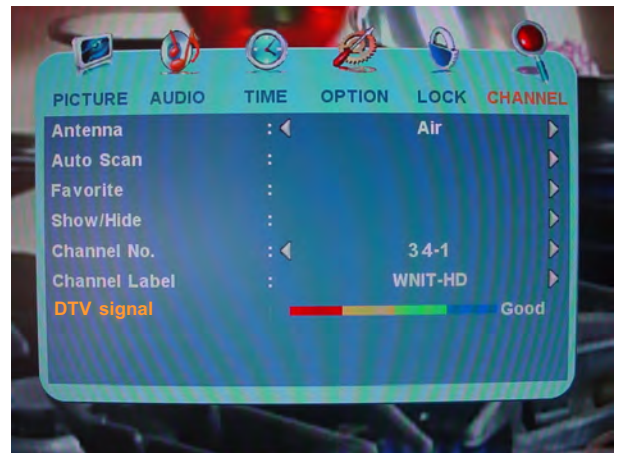 PICTURE AUDIO TIME OPTION LOCK CHANNEL
Antenna : Air
Auto Scan :
Favorite :
Show/Hide :
Channel No. : 34-1
Channel Label : WNIT-HD
DTV signal Good